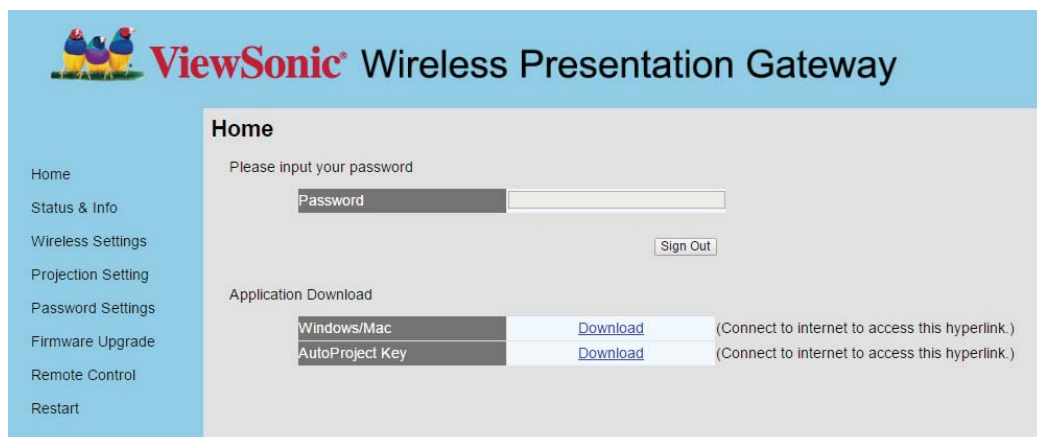 ViewSonic® Wireless Presentation Gateway
Home
Status & Info
Wireless Settings
Projection Setting
Password Settings
Firmware Upgrade
Remote Control
Restart
Home
Please input your password
Password
Sign Out
Application Download
Windows/Mac Download (Connect to internet to access this hyperlink.)
AutoProject Key Download (Connect to internet to access this hyperlink.)